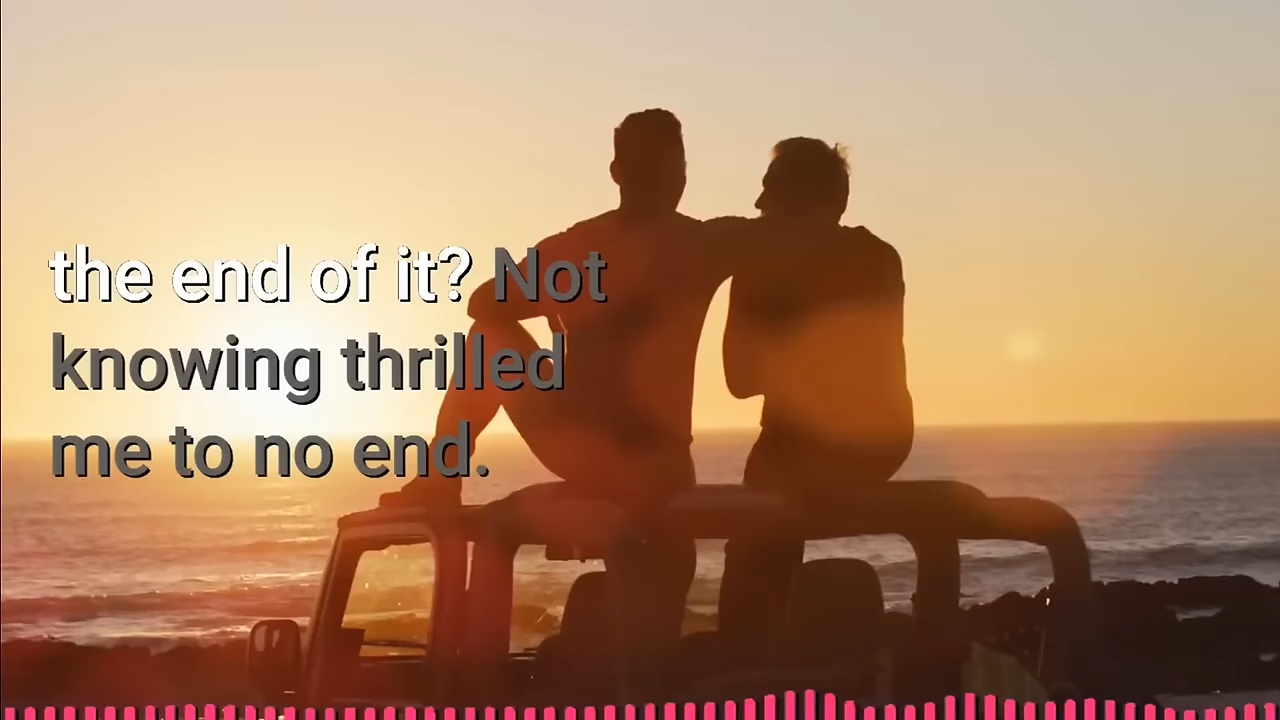 the end of it? Not
knowing thrilled
me to no end.